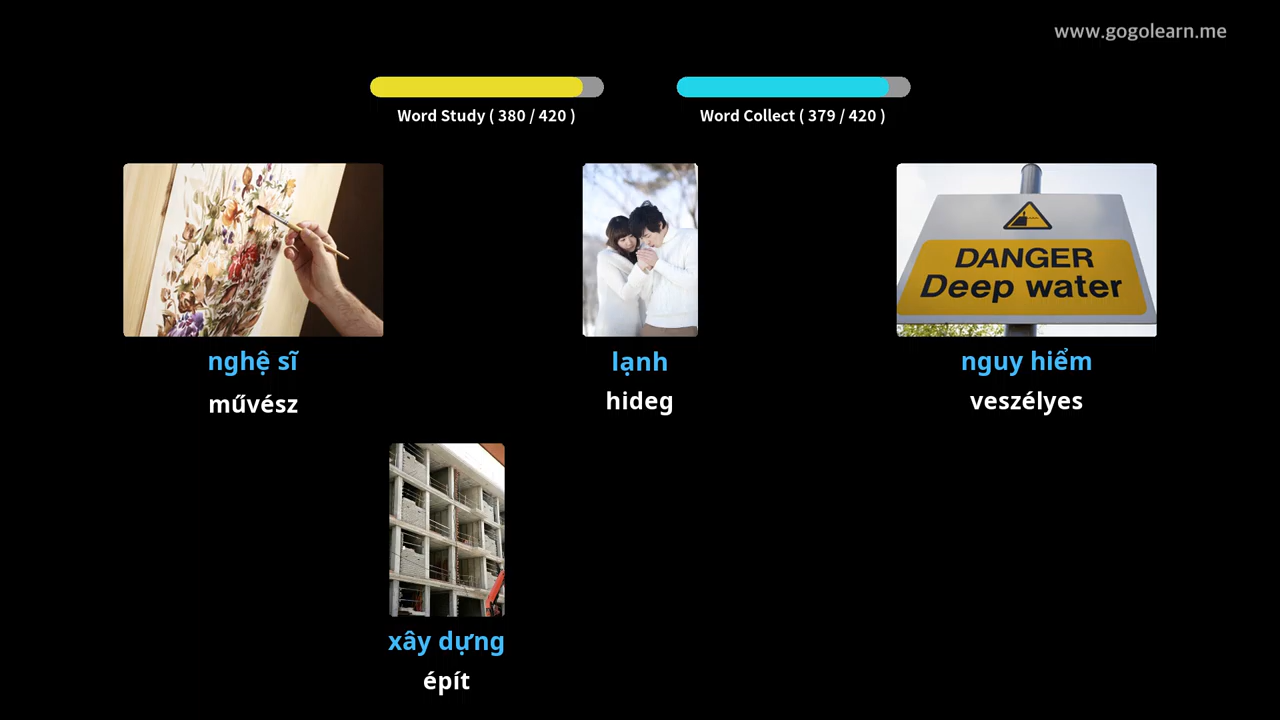 www.gogolearn.me
Word Study ( 380 / 420 )
Word Collect ( 379 / 420 )
DANGER
Deep water
nghệ sĩ
művész
lạnh
hideg
nguy hiểm
veszélyes
xây dựng
épít